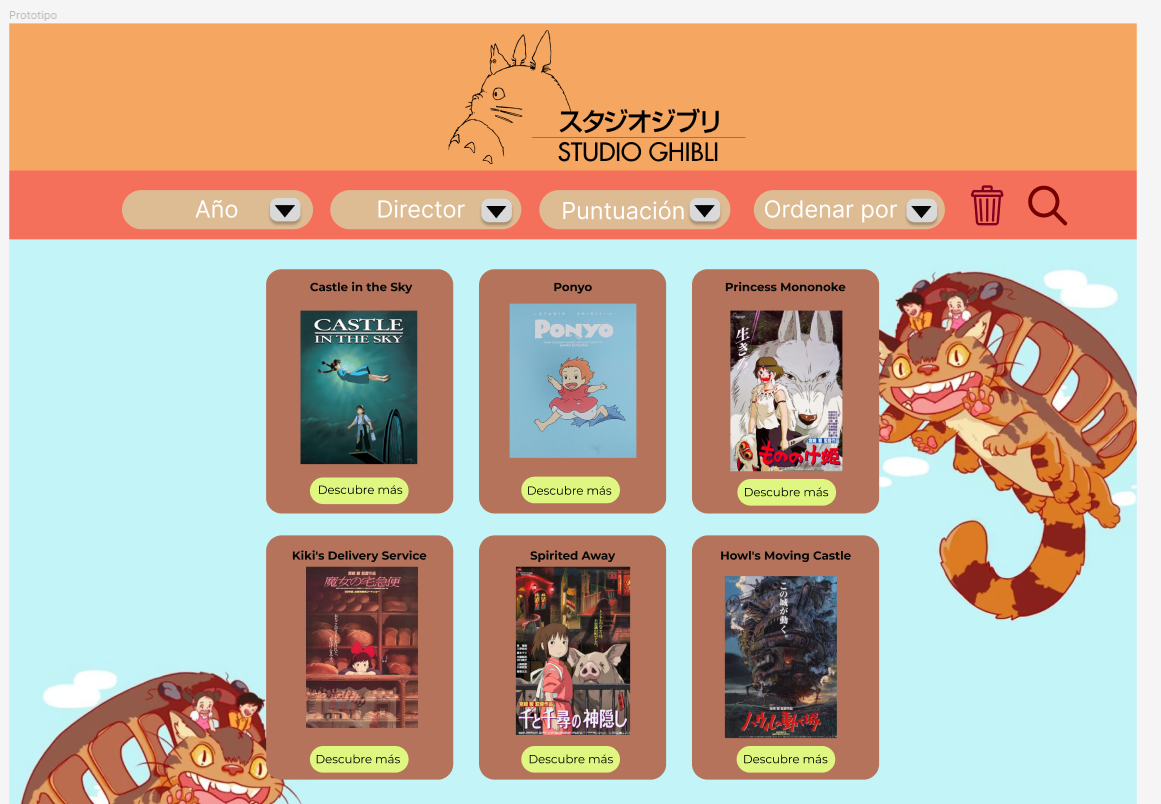 Prototipo
スタジオジブリ
STUDIO GHIBLI
Año
Director
Puntuación
Ordenar por
Castle in the Sky
Ponyo
Princess Mononoke
CASTLE
IN THE SKY
PONYO
生きろ。
もののけ姫
Descubre más
Descubre más
Descubre más
Kiki's Delivery Service
Spirited Away
Howl's Moving Castle
魔女の宅急便
この城が動く。
千と千尋の神隠し
ハウルの動く城
Descubre más
Descubre más
Descubre más